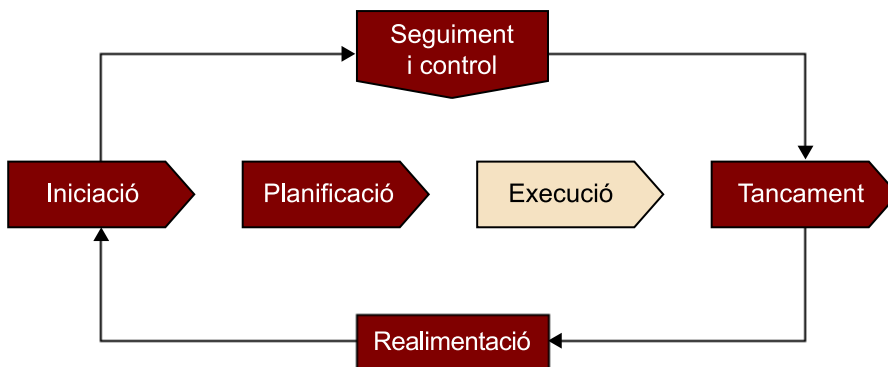 Seguiment
i control
Iniciació
Planificació
Execució
Tancament
Realimentació